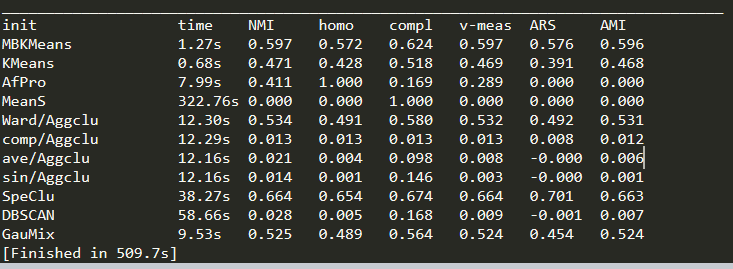 init time NMI homo compl v-meas ARS AMI
MBKMeans 1.27s 0.597 0.572 0.624 0.597 0.576 0.596
KMeans 0.68s 0.471 0.428 0.518 0.469 0.391 0.468
AfPro 7.99s 0.411 1.000 0.169 0.289 0.000 0.000
MeanS 322.76s 0.000 0.000 1.000 0.000 0.000 0.000
Ward/Aggclu 12.30s 0.534 0.491 0.580 0.532 0.492 0.531
comp/Aggclu 12.29s 0.013 0.013 0.013 0.013 0.008 0.012
ave/Aggclu 12.16s 0.021 0.004 0.098 0.008 -0.000 0.006
sin/Aggclu 12.16s 0.014 0.001 0.146 0.003 -0.000 0.001
SpeClu 38.27s 0.664 0.654 0.674 0.664 0.701 0.663
DBSCAN 58.66s 0.028 0.005 0.168 0.009 -0.001 0.007
GauMix 9.53s 0.525 0.489 0.564 0.524 0.454 0.524
[Finished in 509.7s]